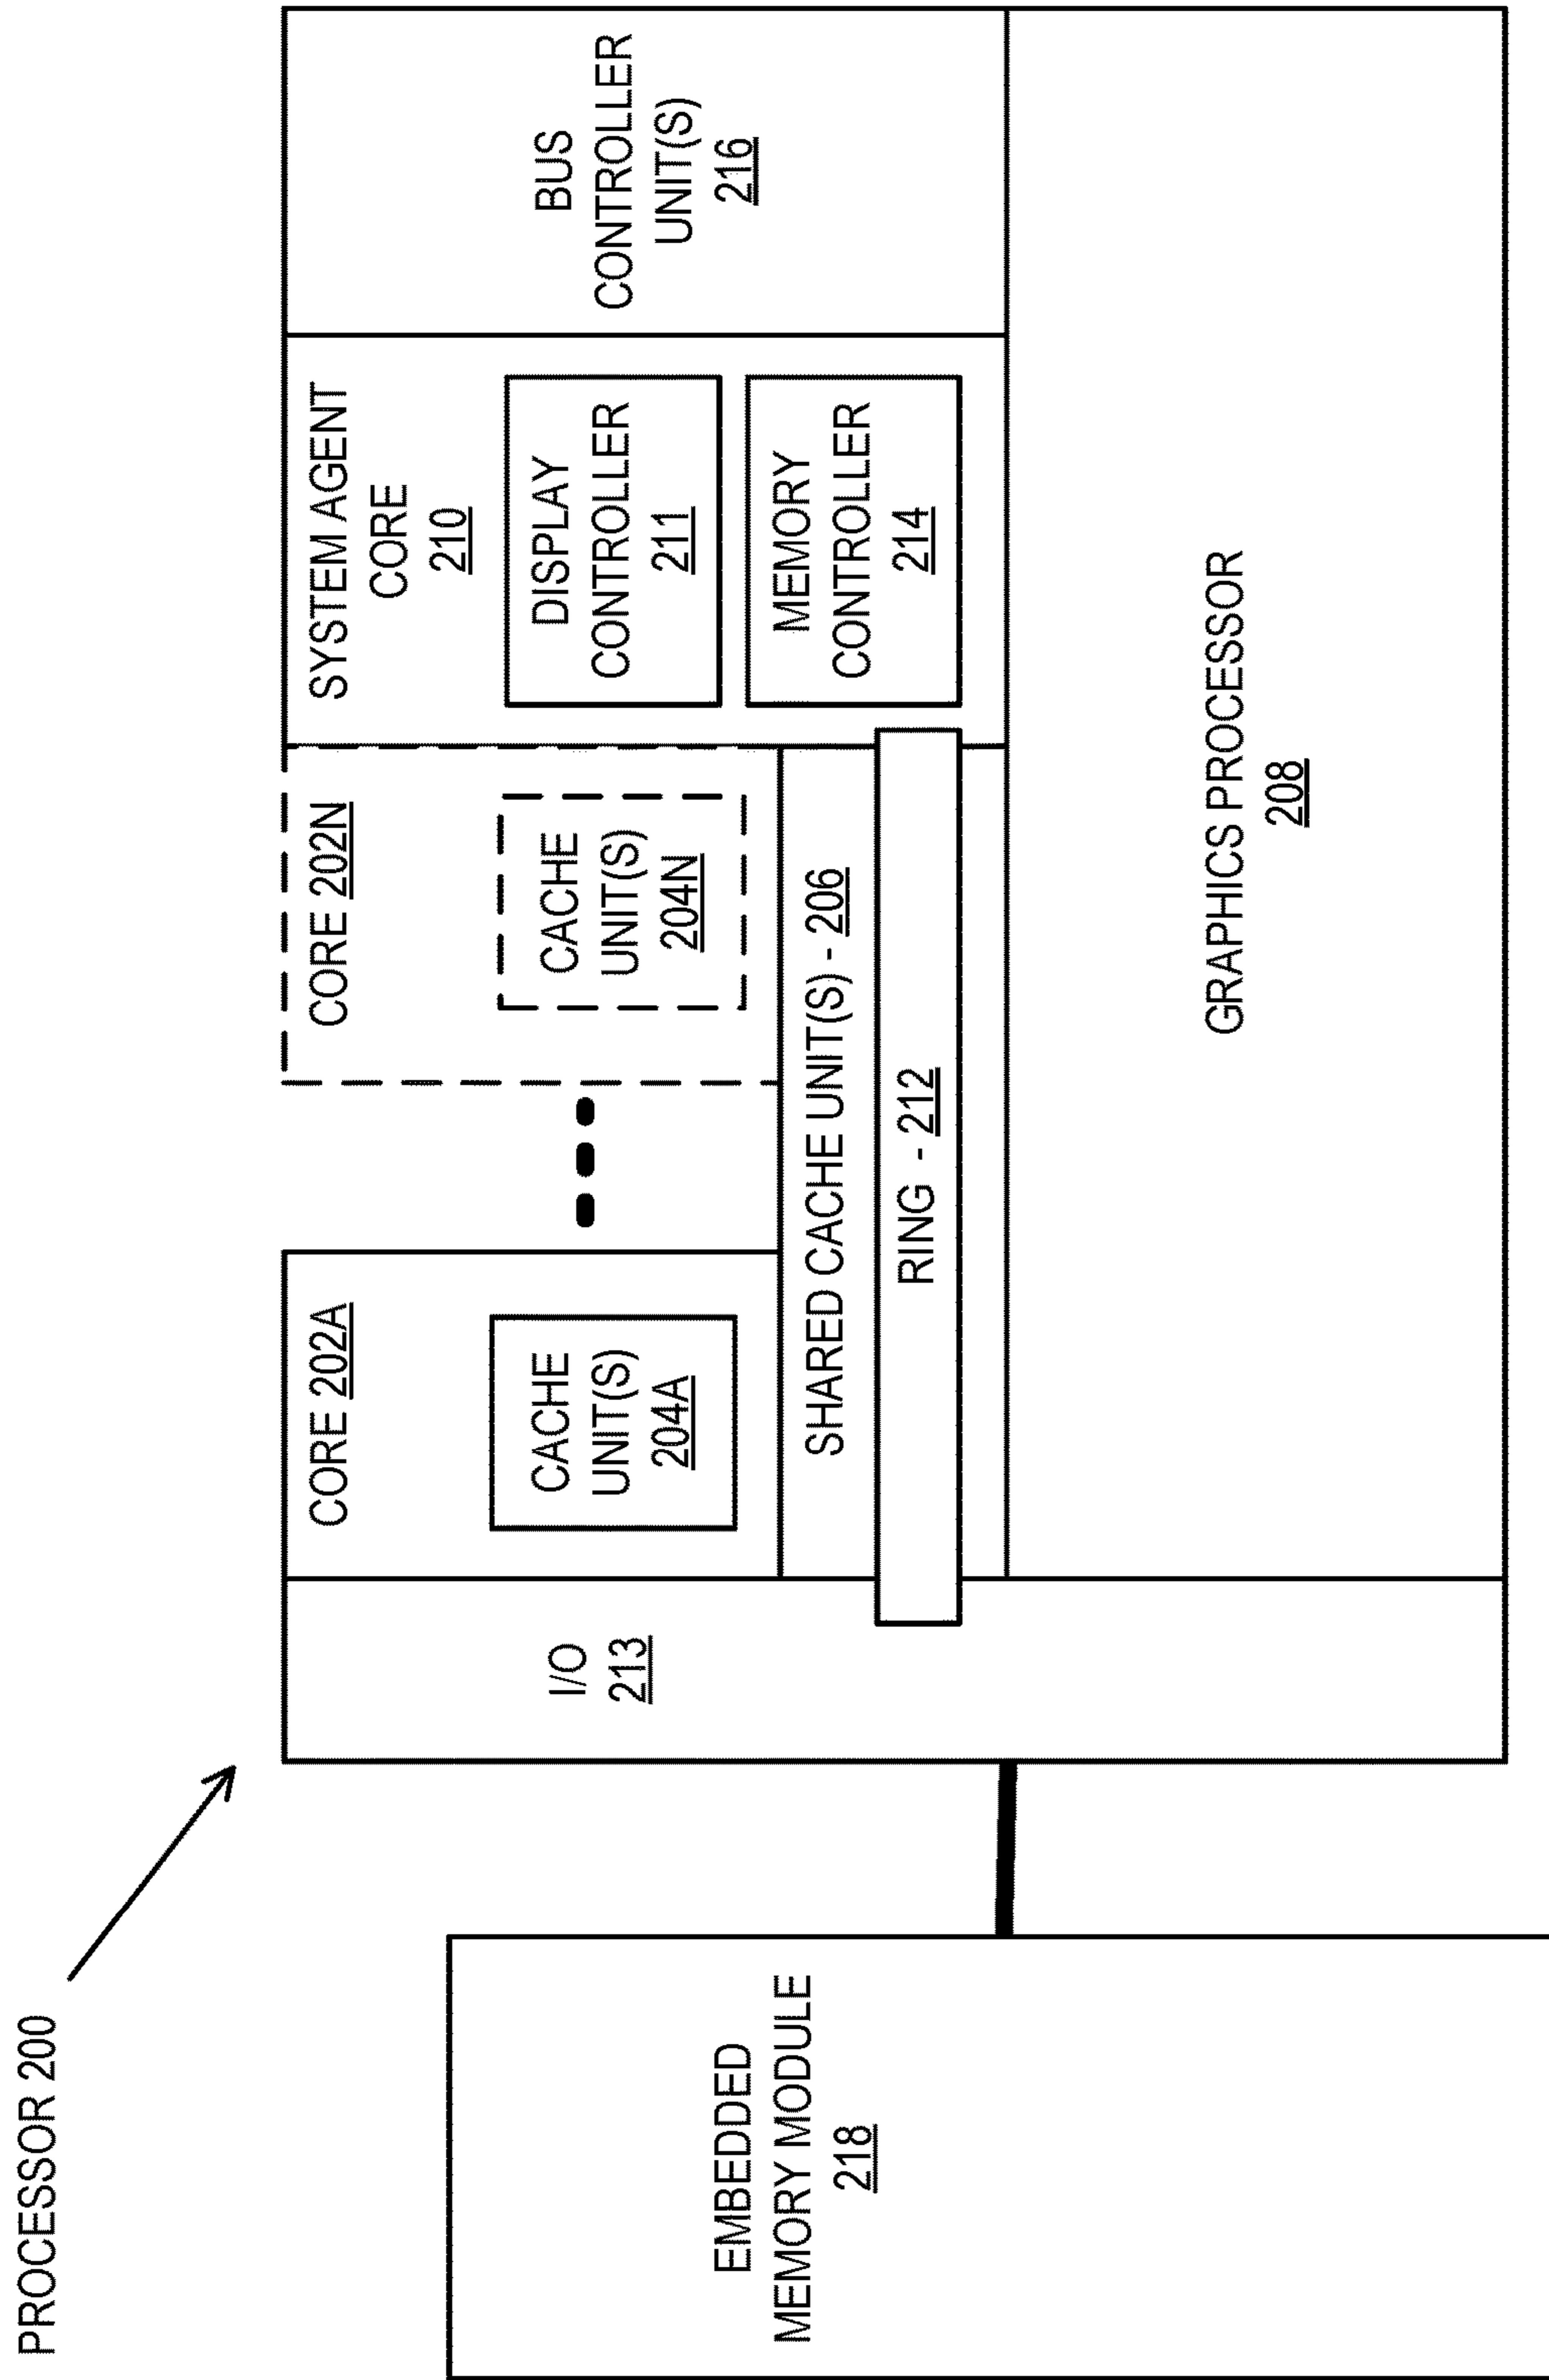 PROCESSOR 200
CORE 202A
CACHE
UNIT(S)
204A
CORE 202N
CACHE
UNIT(S)
204N
SYSTEM AGENT
CORE
210
DISPLAY
CONTROLLER
211
MEMORY
CONTROLLER
214
BUS
CONTROLLER
UNIT(S)
216
I/O
213
SHARED CACHE UNIT(S) - 206
RING - 212
EMBEDDED
MEMORY MODULE
218
GRAPHICS PROCESSOR
208